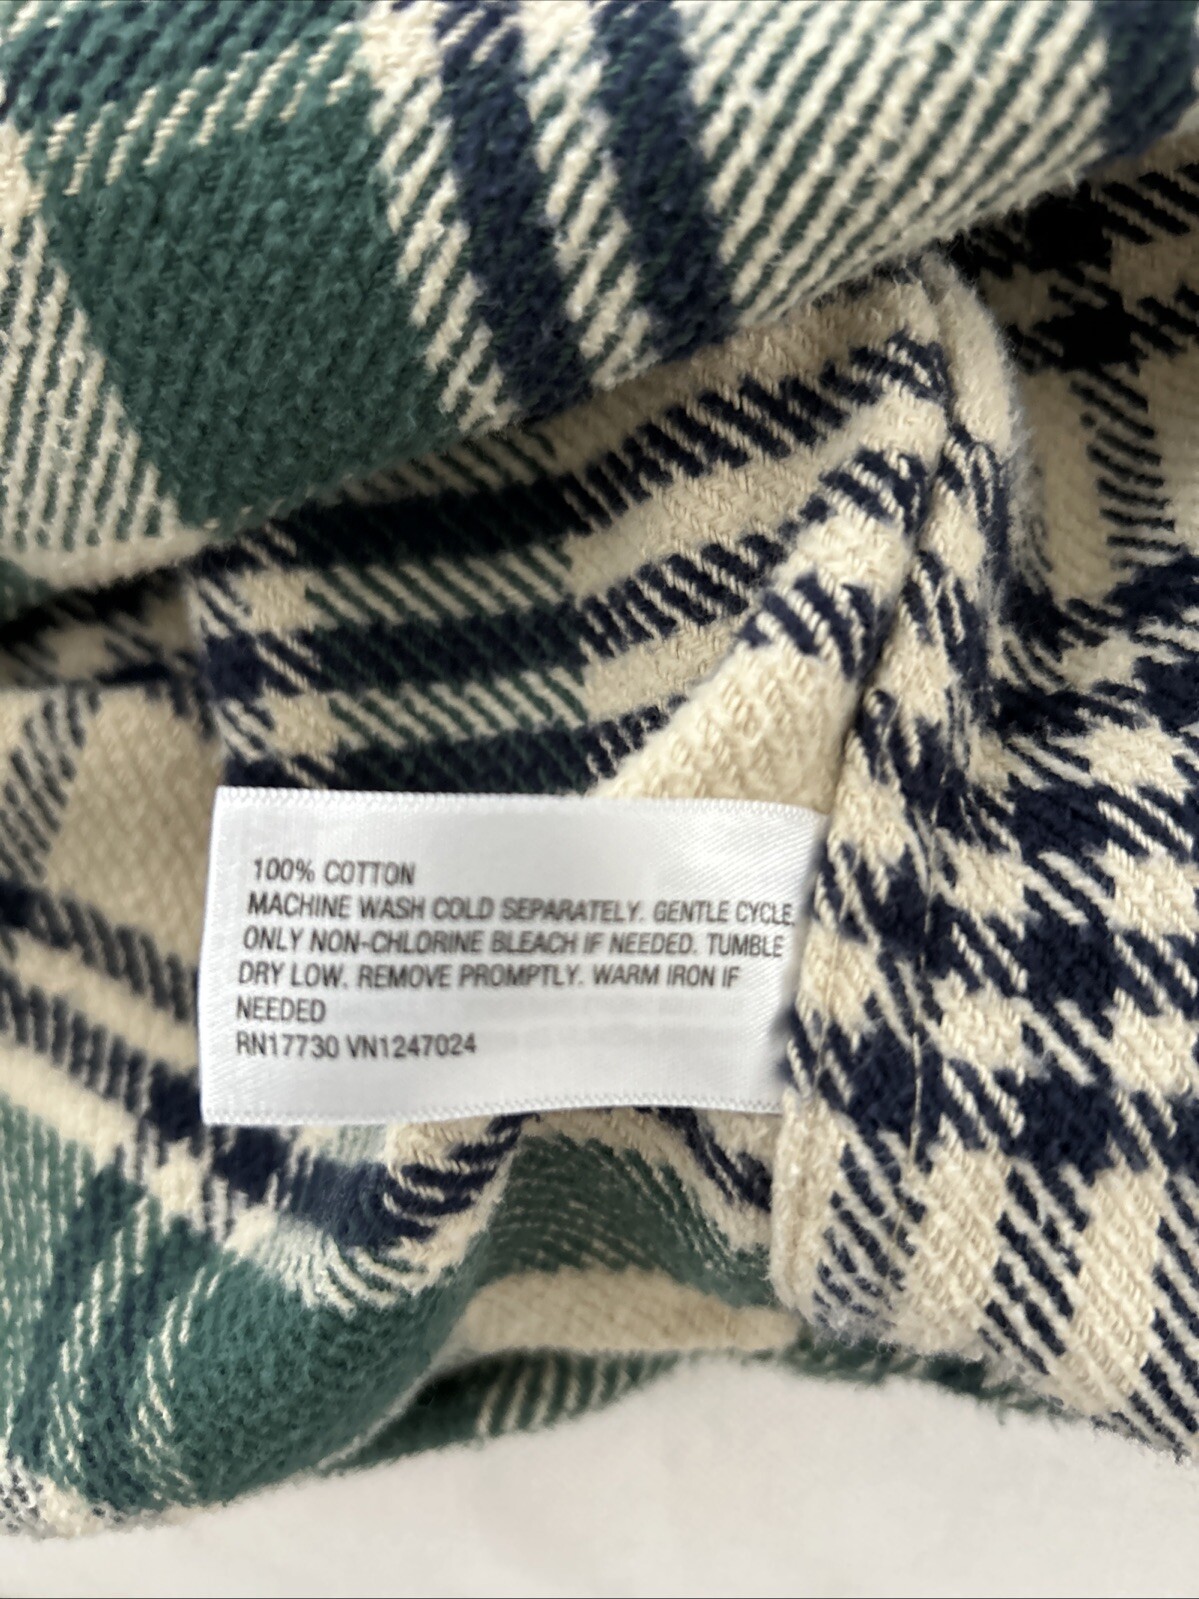 100% COTTON
MACHINE WASH COLD SEPARATELY. GENTLE CYCLE.
ONLY NON-CHLORINE BLEACH IF NEEDED. TUMBLE
DRY LOW. REMOVE PROMPTLY. WARM IRON IF
NEEDED
RN17730 VN1247024